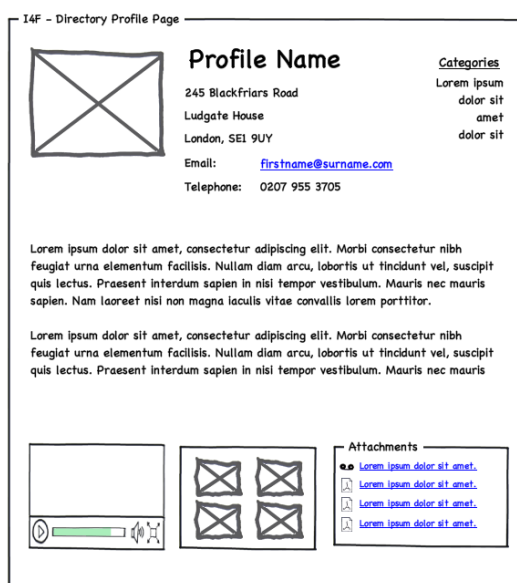 I4F - Directory Profile Page
Profile Name
245 Blackfriars Road
Ludgate House
London, SE1 9UY
Email: firstname@surname.com
Telephone: 0207 955 3705
Categories
Lorem ipsum
dolor sit
amet
dolor sit
Lorem ipsum dolor sit amet, consectetur adipiscing elit. Morbi consectetur nibh
feugiat urna elementum facilisis. Nullam diam arcu, lobortis ut tincidunt vel, suscipit
quis lectus. Praesent interdum sapien in nisi tempor vestibulum. Mauris nec mauris
sapien. Nam laoreet nisi non magna iaculis vitae convallis lorem porttitor.
Lorem ipsum dolor sit amet, consectetur adipiscing elit. Morbi consectetur nibh
feugiat urna elementum facilisis. Nullam diam arcu, lobortis ut tincidunt vel, suscipit
quis lectus. Praesent interdum sapien in nisi tempor vestibulum. Mauris nec mauris
Attachments
Lorem ipsum dolor sit amet.
Lorem ipsum dolor sit amet.
Lorem ipsum dolor sit amet.
Lorem ipsum dolor sit amet.